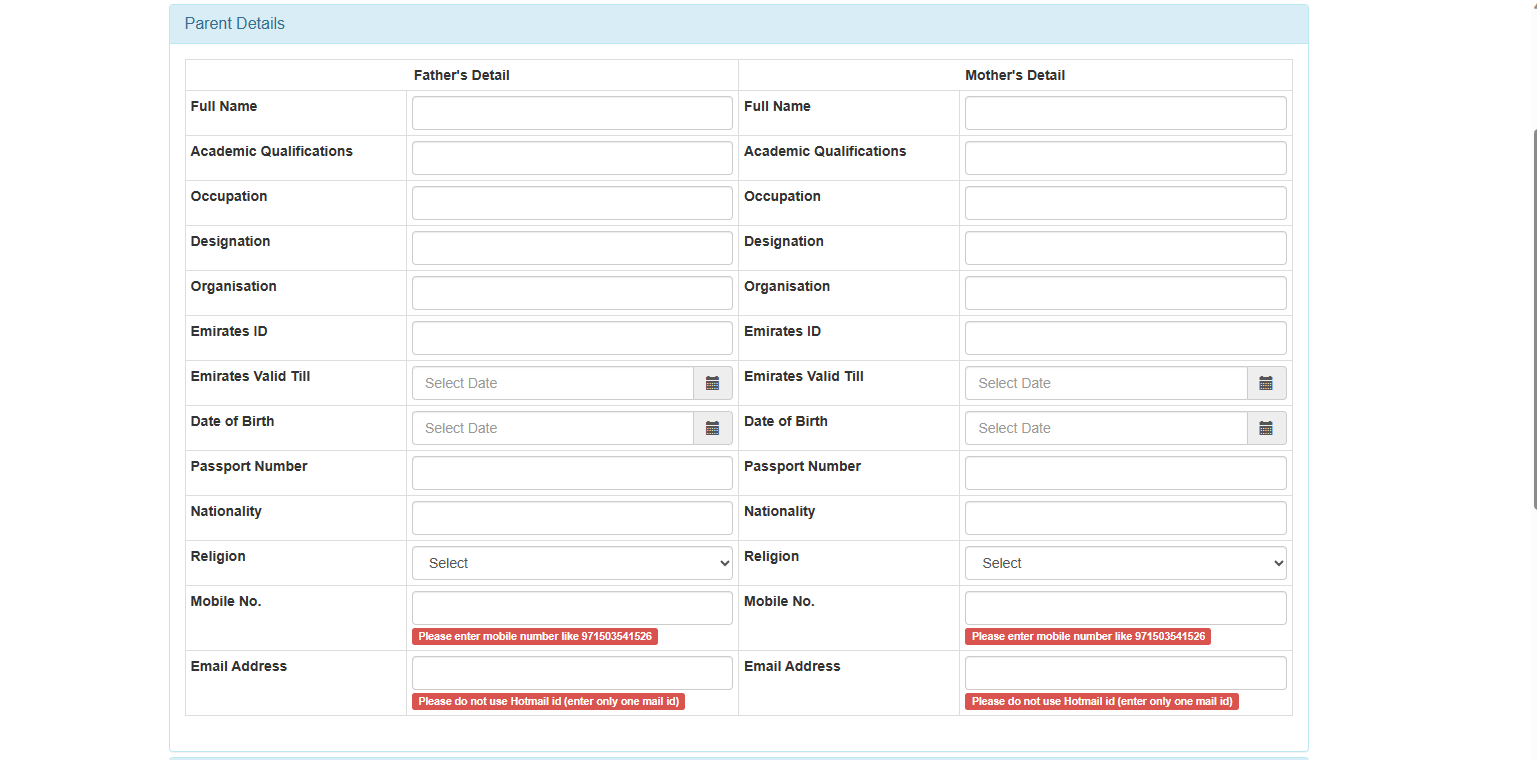 Parent Details
Father's Detail Mother's Detail
Full Name Full Name
Academic Qualifications Academic Qualifications
Occupation Occupation
Designation Designation
Organisation Organisation
Emirates ID Emirates ID
Emirates Valid Till Select Date Emirates Valid Till Select Date
Date of Birth Select Date Date of Birth Select Date
Passport Number Passport Number
Nationality Nationality
Religion Select Religion Select
Mobile No. Mobile No.
Please enter mobile number like 971503541526 Please enter mobile number like 971503541526
Email Address Email Address
Please do not use Hotmail id (enter only one mail id) Please do not use Hotmail id (enter only one mail id)